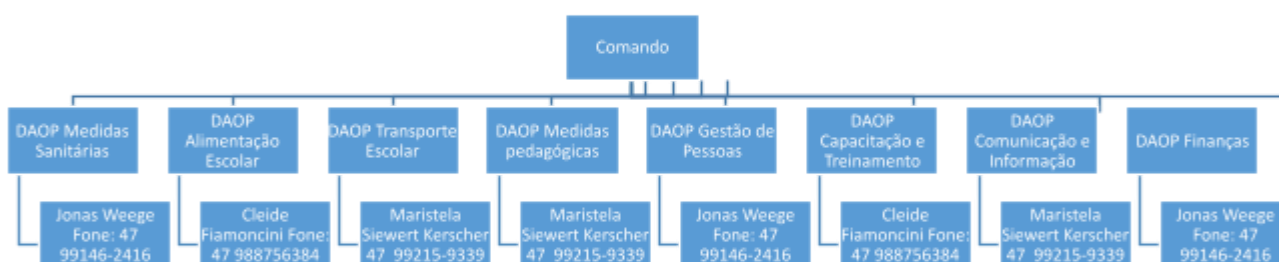 Comando
DAOP Medidas
Sanitárias
DAOP
Alimentação
Escolar
DAOP Transporte
Escolar
DAOP Medidas
pedagógicas
DAOP Gestão de
Pessoas
DAOP
Capacitação e
Treinamento
DAOP
Comunicação e
Informação
DAOP Finanças
Jonas Weege
Fone: 47
99146-2416
Cleide
Fiamoncini Fone:
47 988756384
Maristela
Siewert Kerscher
47 99215-9339
Maristela
Siewert Kerscher
47 99215-9339
Jonas Weege
Fone: 47
99146-2416
Cleide
Fiamoncini Fone:
47 988756384
Maristela
Siewert Kerscher
47 99215-9339
Jonas Weege
Fone: 47
99146-2416